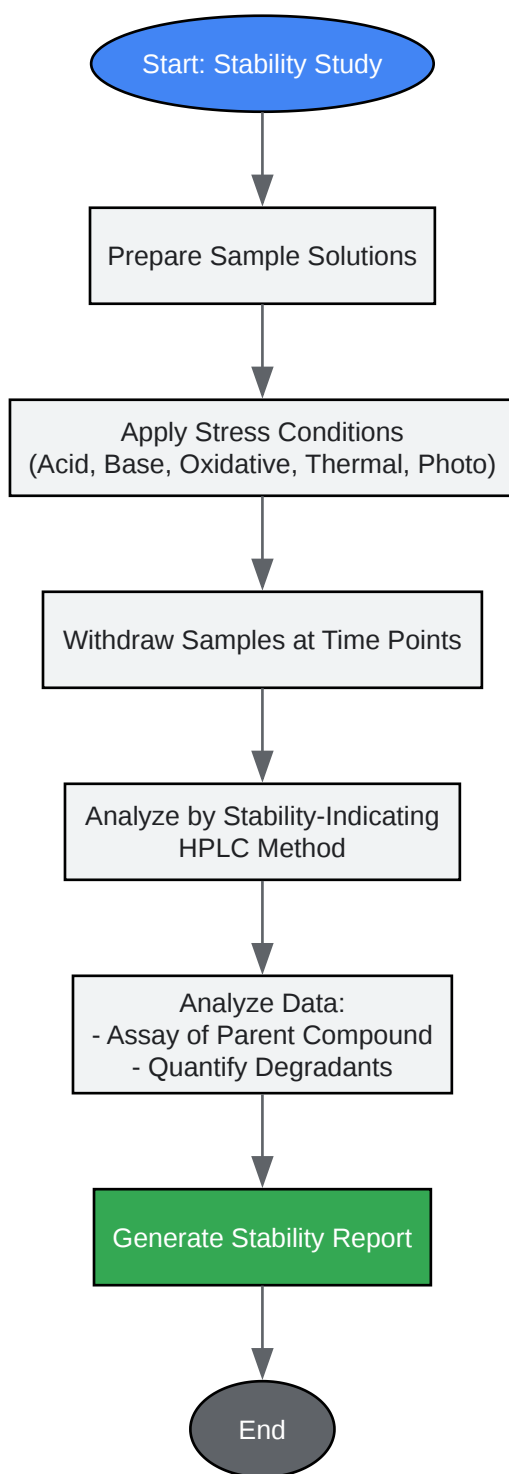 Start: Stability Study
Prepare Sample Solutions
Apply Stress Conditions
(Acid, Base, Oxidative, Thermal, Photo)
Withdraw Samples at Time Points
Analyze by Stability-Indicating
HPLC Method
Analyze Data:
- Assay of Parent Compound
- Quantify Degradants
Generate Stability Report
End